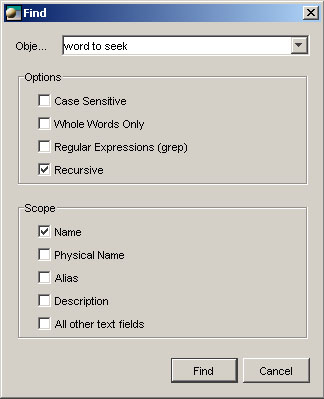 Find
Obje... word to seek
Options
Case Sensitive
Whole Words Only
Regular Expressions (grep)
Recursive
Scope
Name
Physical Name
Alias
Description
All other text fields
Find Cancel